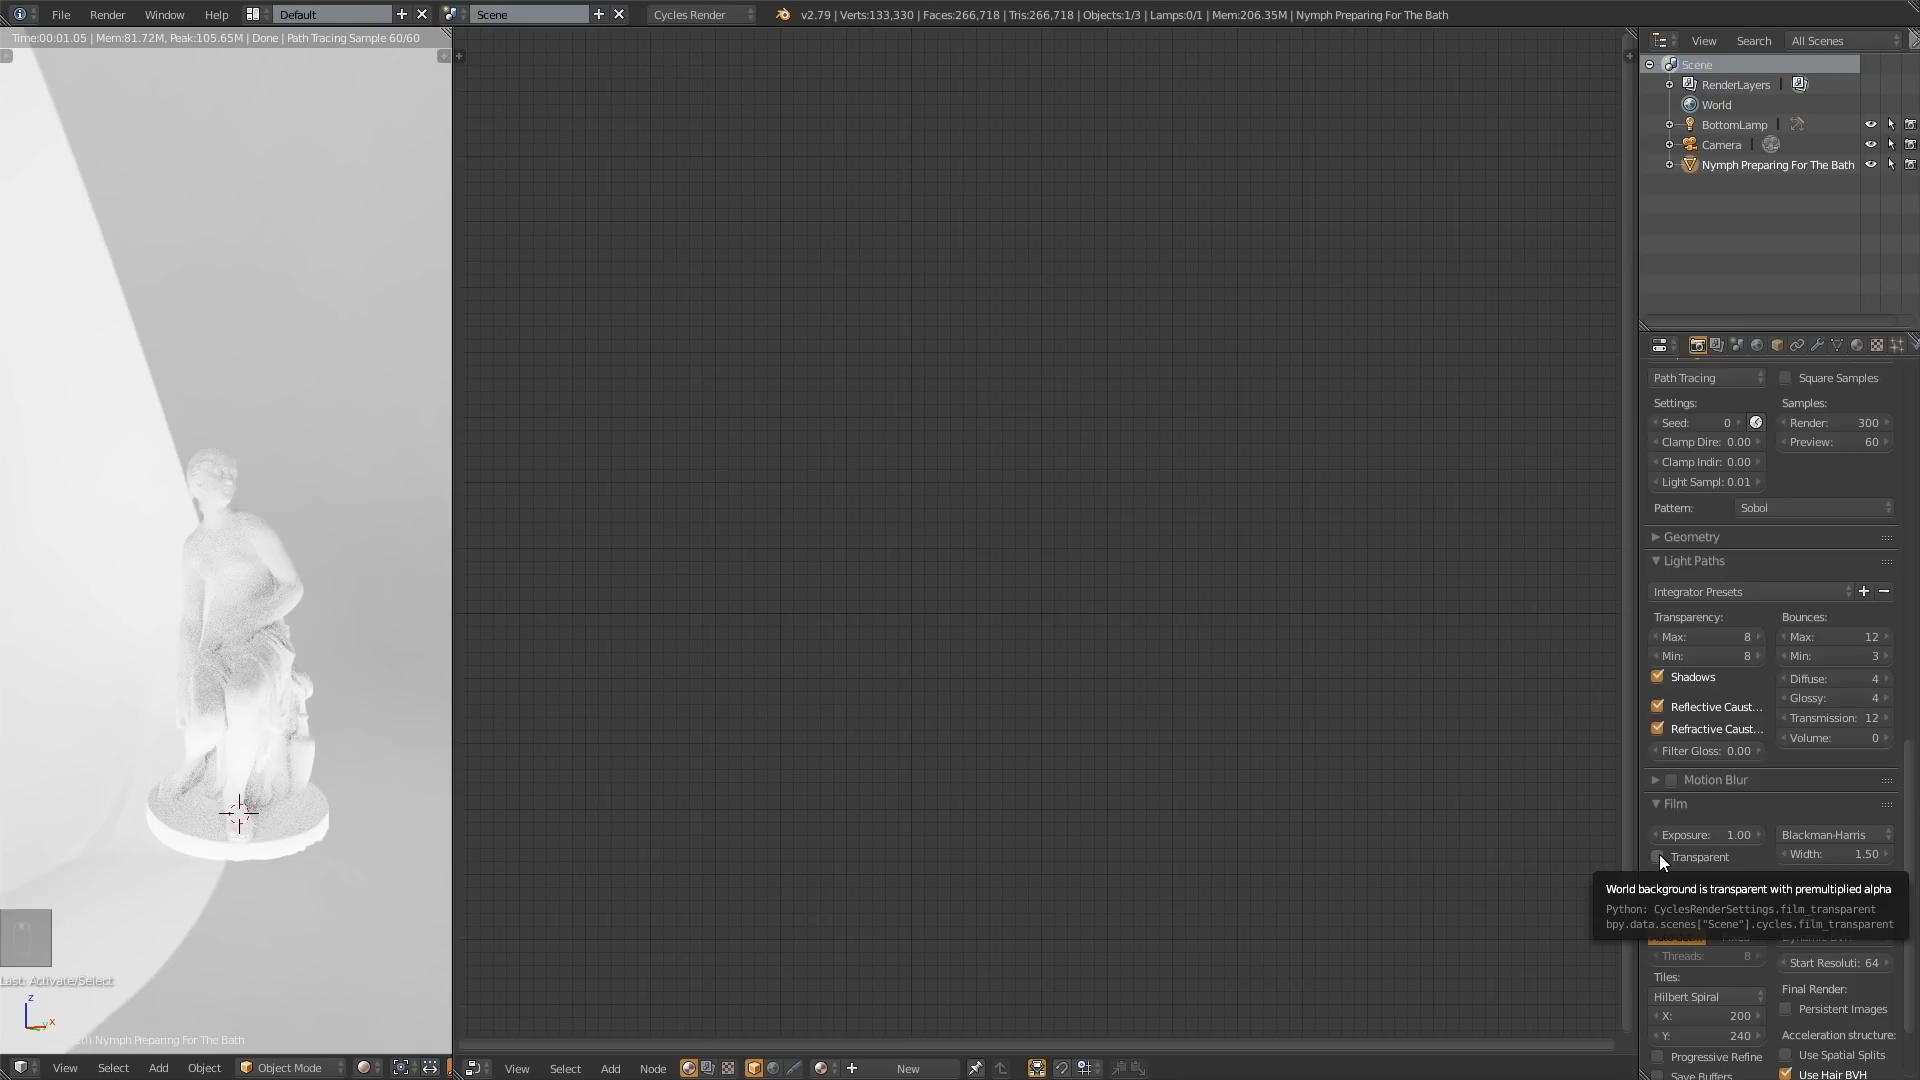 File Render Window Help Default Scene Cycles Render v2.79 | Verts:133,330 | Faces:266,718 | Tris:266,718 | Objects:1/3 | Lamps:0/1 | Mem:206.35M | Nymph Preparing For The Bath
Time:00:01.05 | Mem:81.72M, Peak:105.65M | Done | Path Tracing Sample 60/60
View Search All Scenes
Scene
RenderLayers |
World
BottomLamp |
Camera |
Nymph Preparing For The Bath
Path Tracing Square Samples
Settings: Samples:
Seed: 0 Render: 300
Clamp Dire: 0.00 Preview: 60
Clamp Indir: 0.00
Light Sampl: 0.01
Pattern: Sobol
Geometry
Light Paths
Integrator Presets
Transparency: Bounces:
Max: 8 Max: 12
Min: 8 Min: 3
Shadows Diffuse: 4
Reflective Caust... Glossy: 4
Refractive Caust... Transmission: 12
Filter Gloss: 0.00 Volume: 0
Motion Blur
Film
Exposure: 1.00 Blackman-Harris
Transparent Width: 1.50
World background is transparent with premultiplied alpha
Python: CyclesRenderSettings.film_transparent
bpy.data.scenes["Scene"].cycles.film_transparent
Threads: 8 Start Resoluti: 64
Tiles: Final Render:
Hilbert Spiral Persistent Images
X: 200
Y: 240 Acceleration structure:
Progressive Refine Use Spatial Splits
Save Buffers Use Hair BVH
Last: Activate/Select
z
x
Nymph Preparing For The Bath
View Select Add Object Object Mode View Select Add Node New